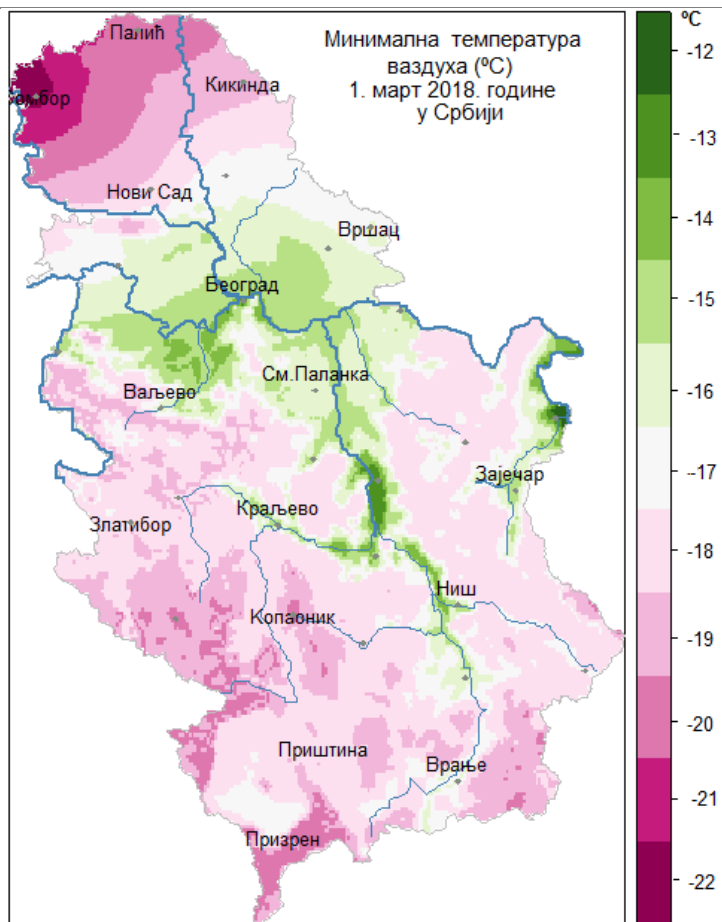 Минимална температура
ваздуха (ºC)
1. март 2018. године
у Србији
ºC
-12
-13
-14
-15
-16
-17
-18
-19
-20
-21
-22
Палић
Кикинда
Нови Сад
Вршац
Београд
См.Паланка
Ваљево
Зајечар
Краљево
Златибор
Ниш
Копаоник
Приштина
Врање
Призрен